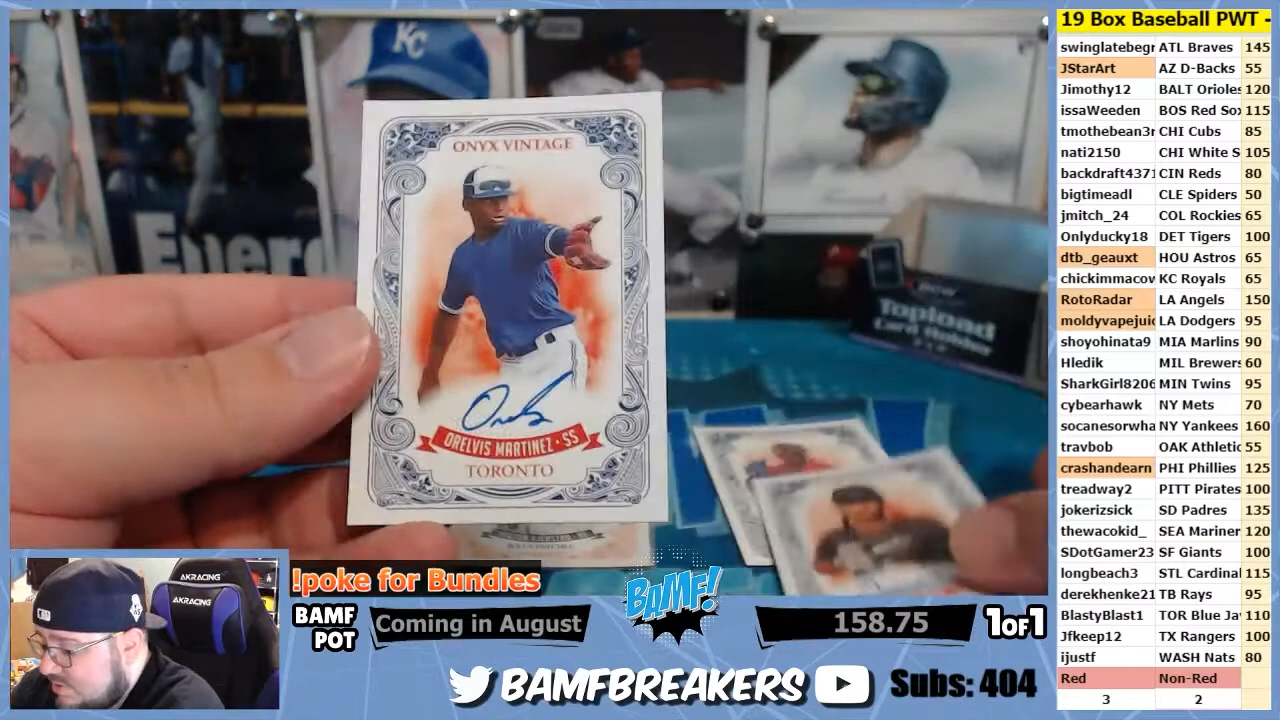 KC
Energ
ONYX VINTAGE
Orels
ORELVIS MARTINEZ · SS
TORONTO
Topload
Card Holder
AKRACING
AKRACING
!poke for Bundles
BAMF
POT
Coming in August
BAMF!
158.75
1OF1
BAMFBREAKERS
Subs: 404
19 Box Baseball PWT -
swinglatebegr ATL Braves 145
JStarArt AZ D-Backs 55
Jimothy12 BALT Orioles 120
issaWeeden BOS Red Sox 115
tmothebean3r CHI Cubs 85
nati2150 CHI White S 105
backdraft4371 CIN Reds 80
bigtimeadl CLE Spiders 50
jmitch_24 COL Rockies 65
Onlyducky18 DET Tigers 100
dtb_geauxt HOU Astros 65
chickimmacov KC Royals 65
RotoRadar LA Angels 150
moldyvapejuic LA Dodgers 95
shoyohinata9 MIA Marlins 90
Hledik MIL Brewers 60
SharkGirl8206 MIN Twins 95
cybearhawk NY Mets 70
socanesorwha NY Yankees 160
travbob OAK Athletic 55
crashandearn PHI Phillies 125
treadway2 PITT Pirates 100
jokerizsick SD Padres 135
thewacokid_ SEA Mariner 120
SDotGamer23 SF Giants 100
longbeach3 STL Cardinal 115
derekhenke21 TB Rays 95
BlastyBlast1 TOR Blue Ja 110
Jfkeep12 TX Rangers 100
ijustf WASH Nats 80
Red Non-Red
3 2